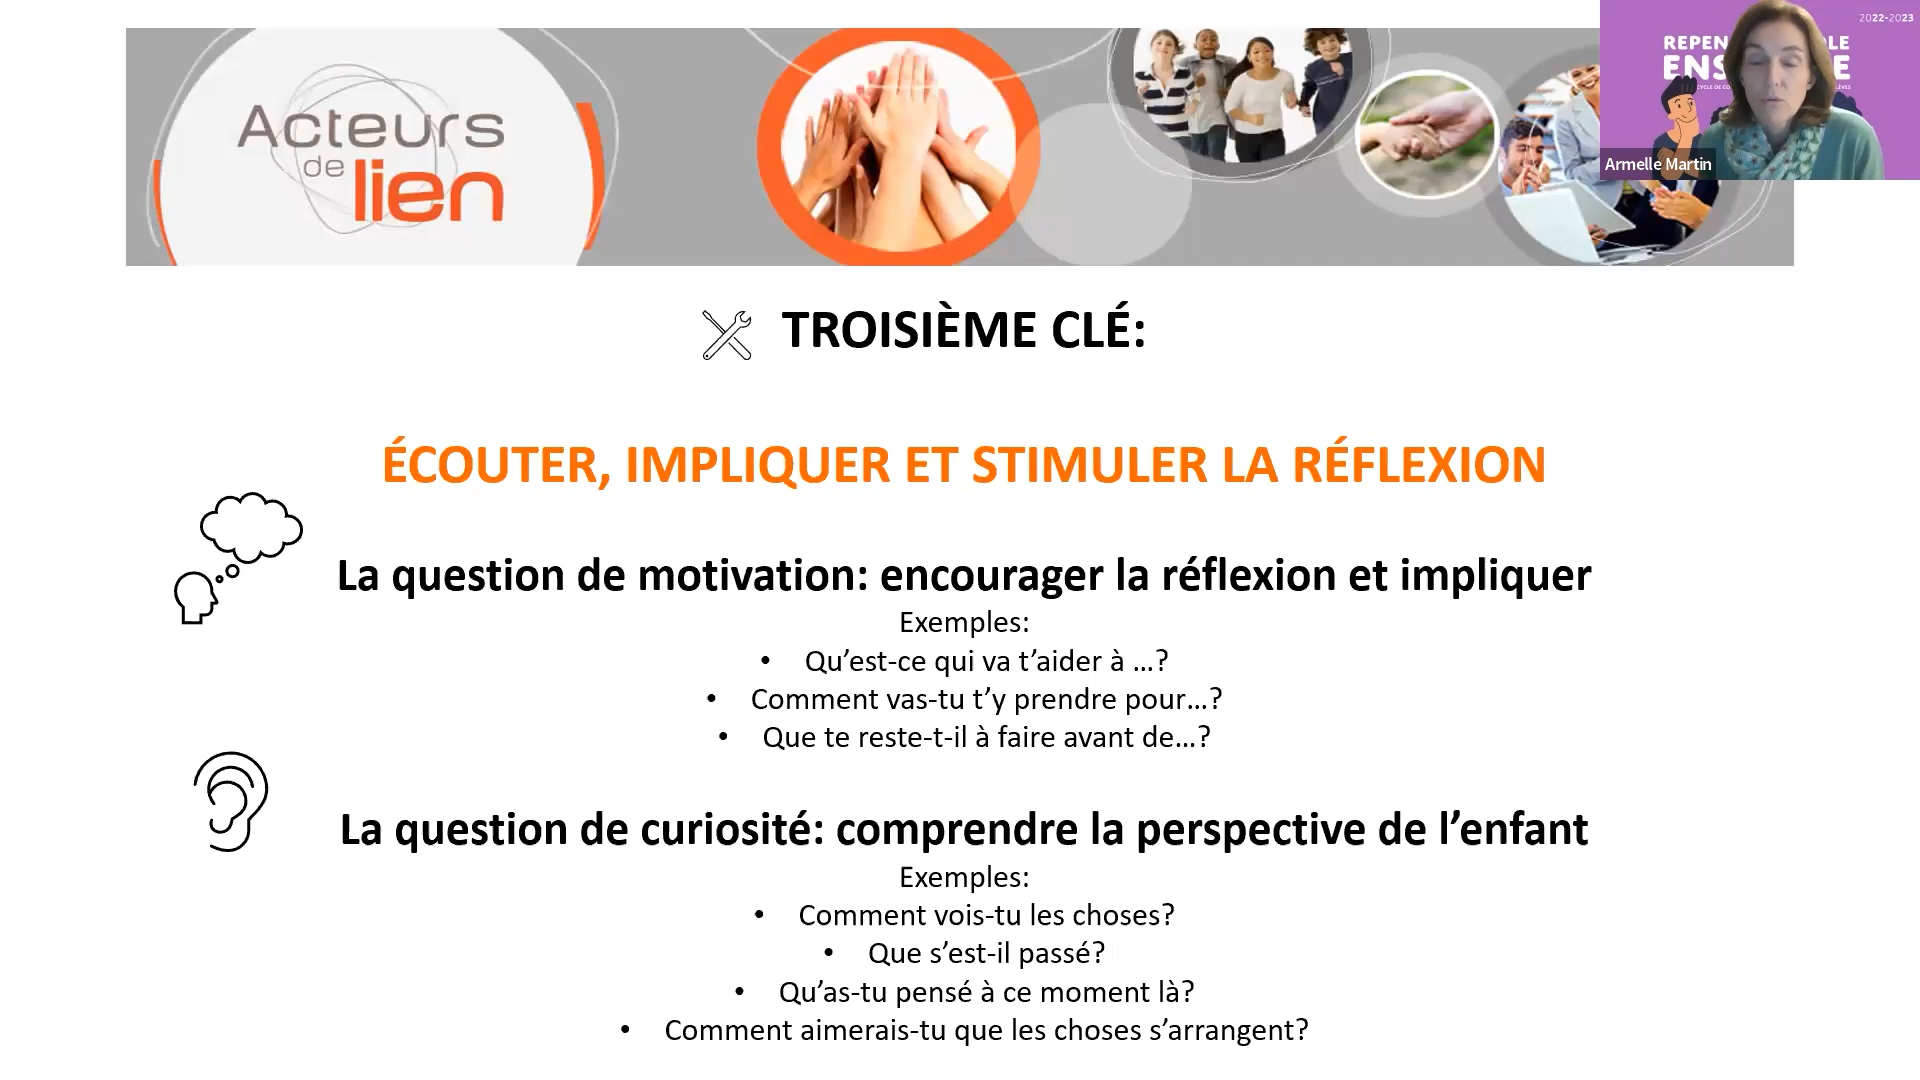 Acteurs
de
lien
2022-2023
REPEN LE
ENS E
Armelle Martin
TROISIÈME CLÉ:
ÉCOUTER, IMPLIQUER ET STIMULER LA RÉFLEXION
La question de motivation: encourager la réflexion et impliquer
Exemples:
• Qu’est-ce qui va t’aider à …?
• Comment vas-tu t’y prendre pour…?
• Que te reste-t-il à faire avant de…?
La question de curiosité: comprendre la perspective de l’enfant
Exemples:
• Comment vois-tu les choses?
• Que s’est-il passé?
• Qu’as-tu pensé à ce moment là?
• Comment aimerais-tu que les choses s’arrangent?